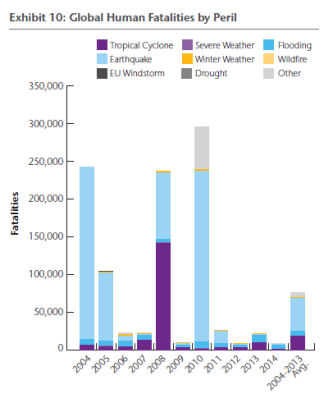 Exhibit 10: Global Human Fatalities by Peril
Tropical Cyclone Severe Weather Flooding
Earthquake Winter Weather Wildfire
EU Windstorm Drought Other
350,000
300,000
250,000
200,000
150,000
100,000
50,000
0
Fatalities
2004 2005 2006 2007 2008 2009 2010 2011 2012 2013 2014 2004-2013 Avg.